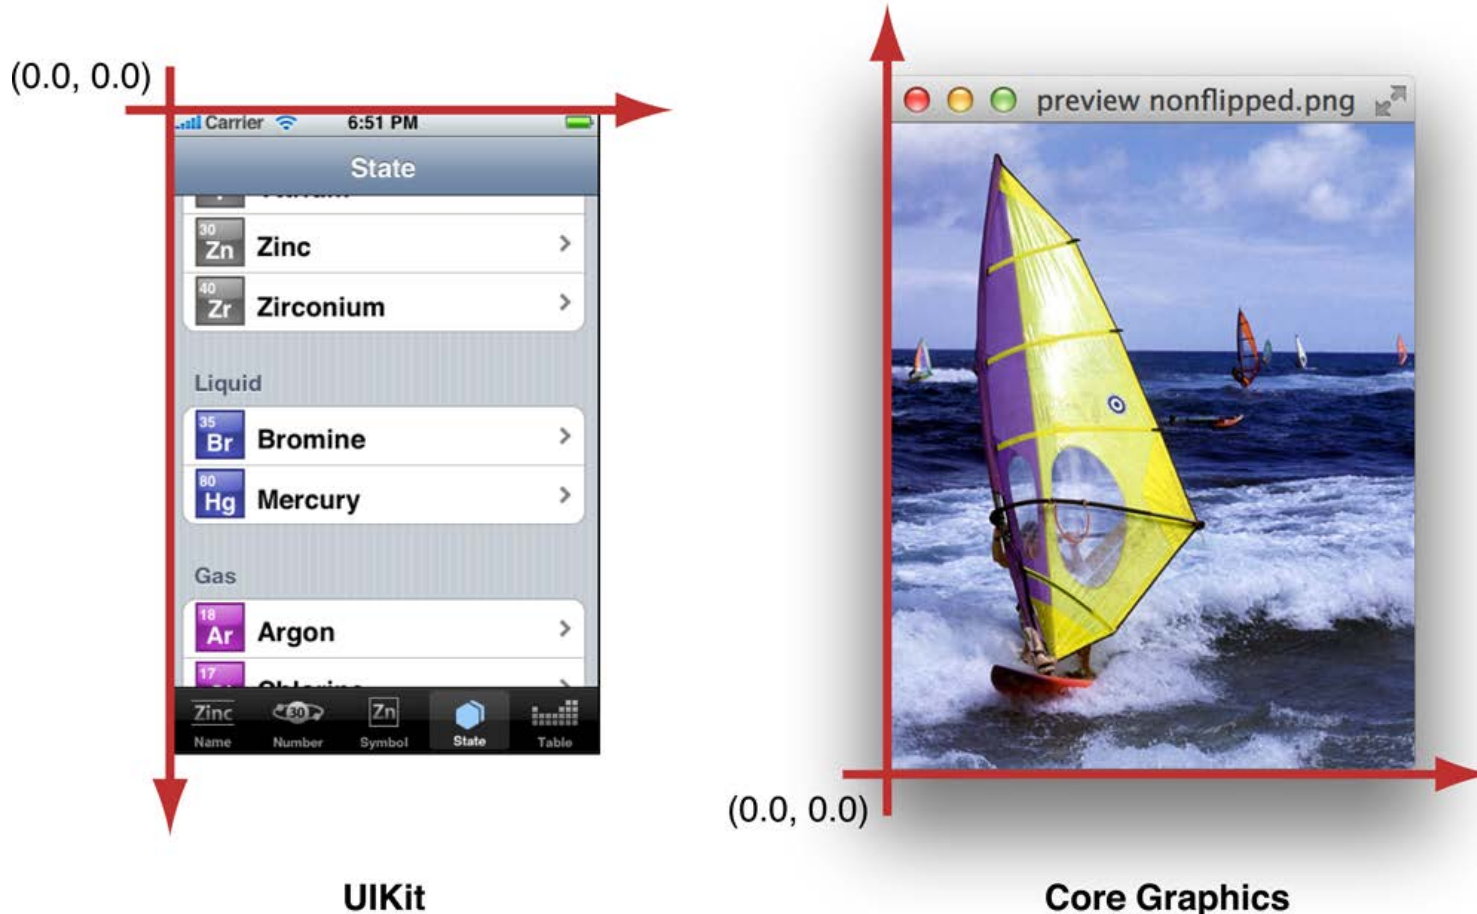 (0.0, 0.0)
Carrier 6:51 PM
State
30
Zn
Zinc
40
Zr
Zirconium
Liquid
35
Br
Bromine
80
Hg
Mercury
Gas
18
Ar
Argon
17
Zinc
Name
30
Number
Zn
Symbol
State
Table
UIKit
preview nonflipped.png
(0.0, 0.0)
Core Graphics